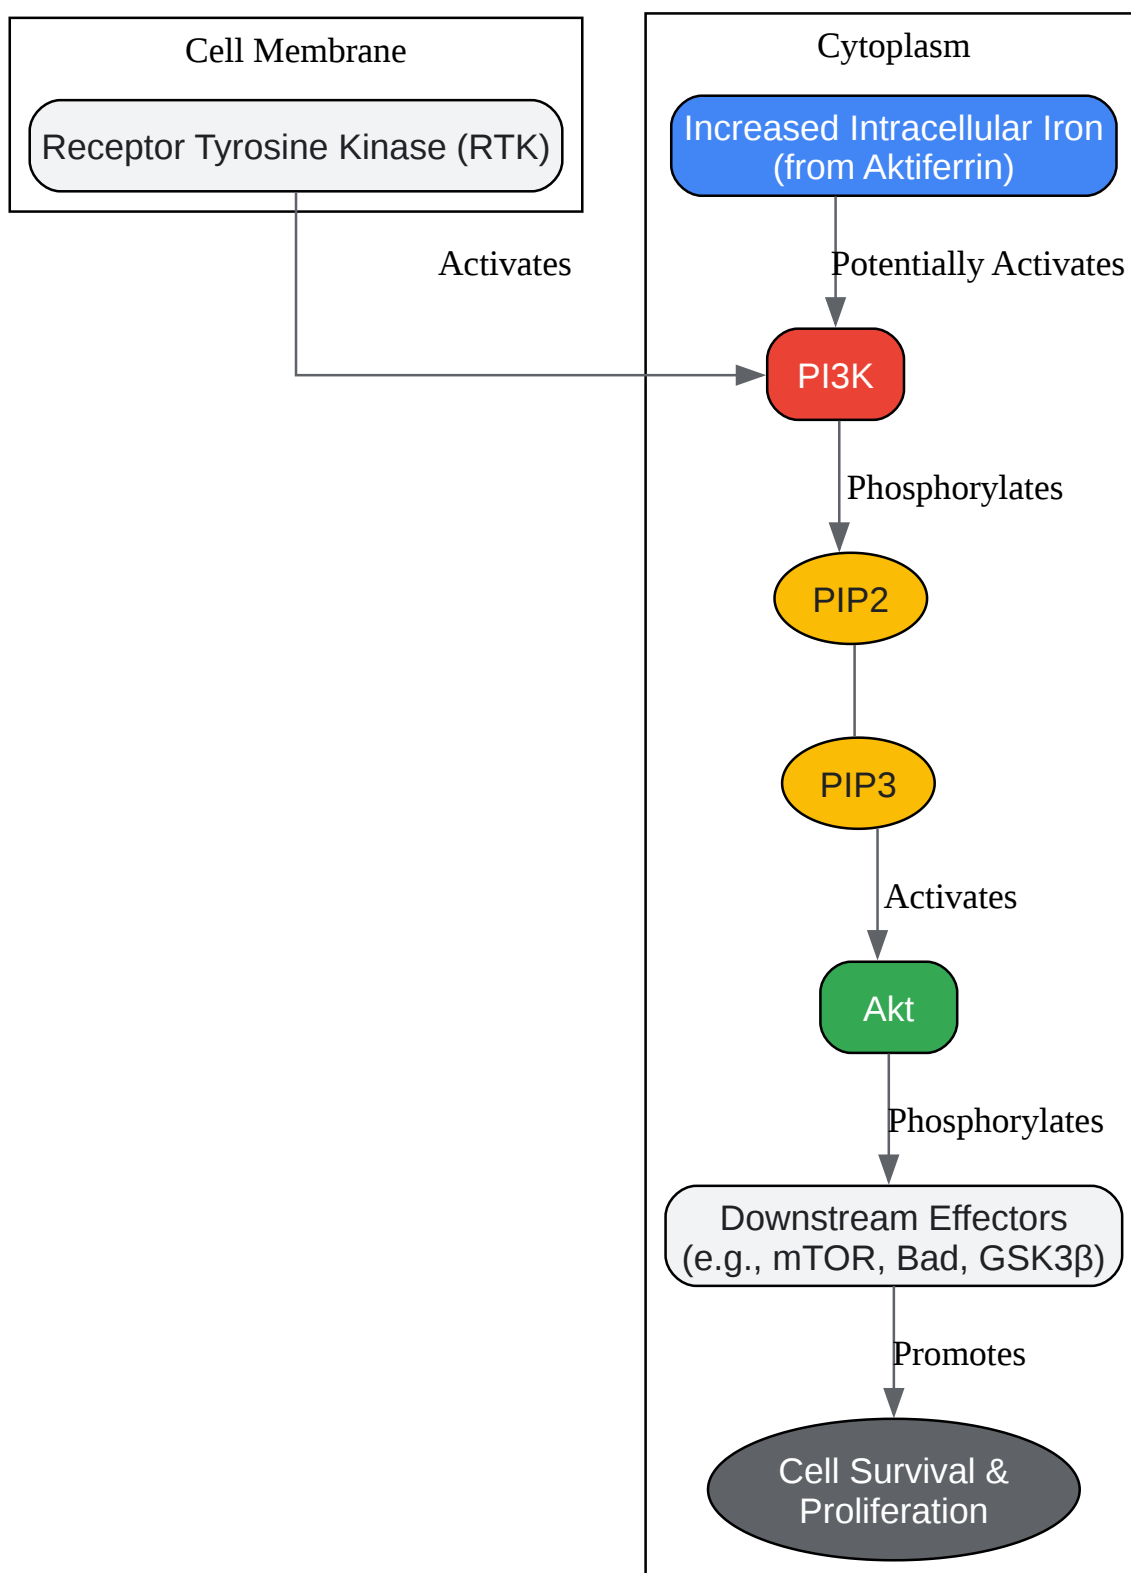 Cell Membrane
Receptor Tyrosine Kinase (RTK)
Activates
Cytoplasm
Increased Intracellular Iron
(from Aktiferrin)
Potentially Activates
PI3K
Phosphorylates
PIP2
PIP3
Activates
Akt
Phosphorylates
Downstream Effectors
(e.g., mTOR, Bad, GSK3β)
Promotes
Cell Survival &
Proliferation